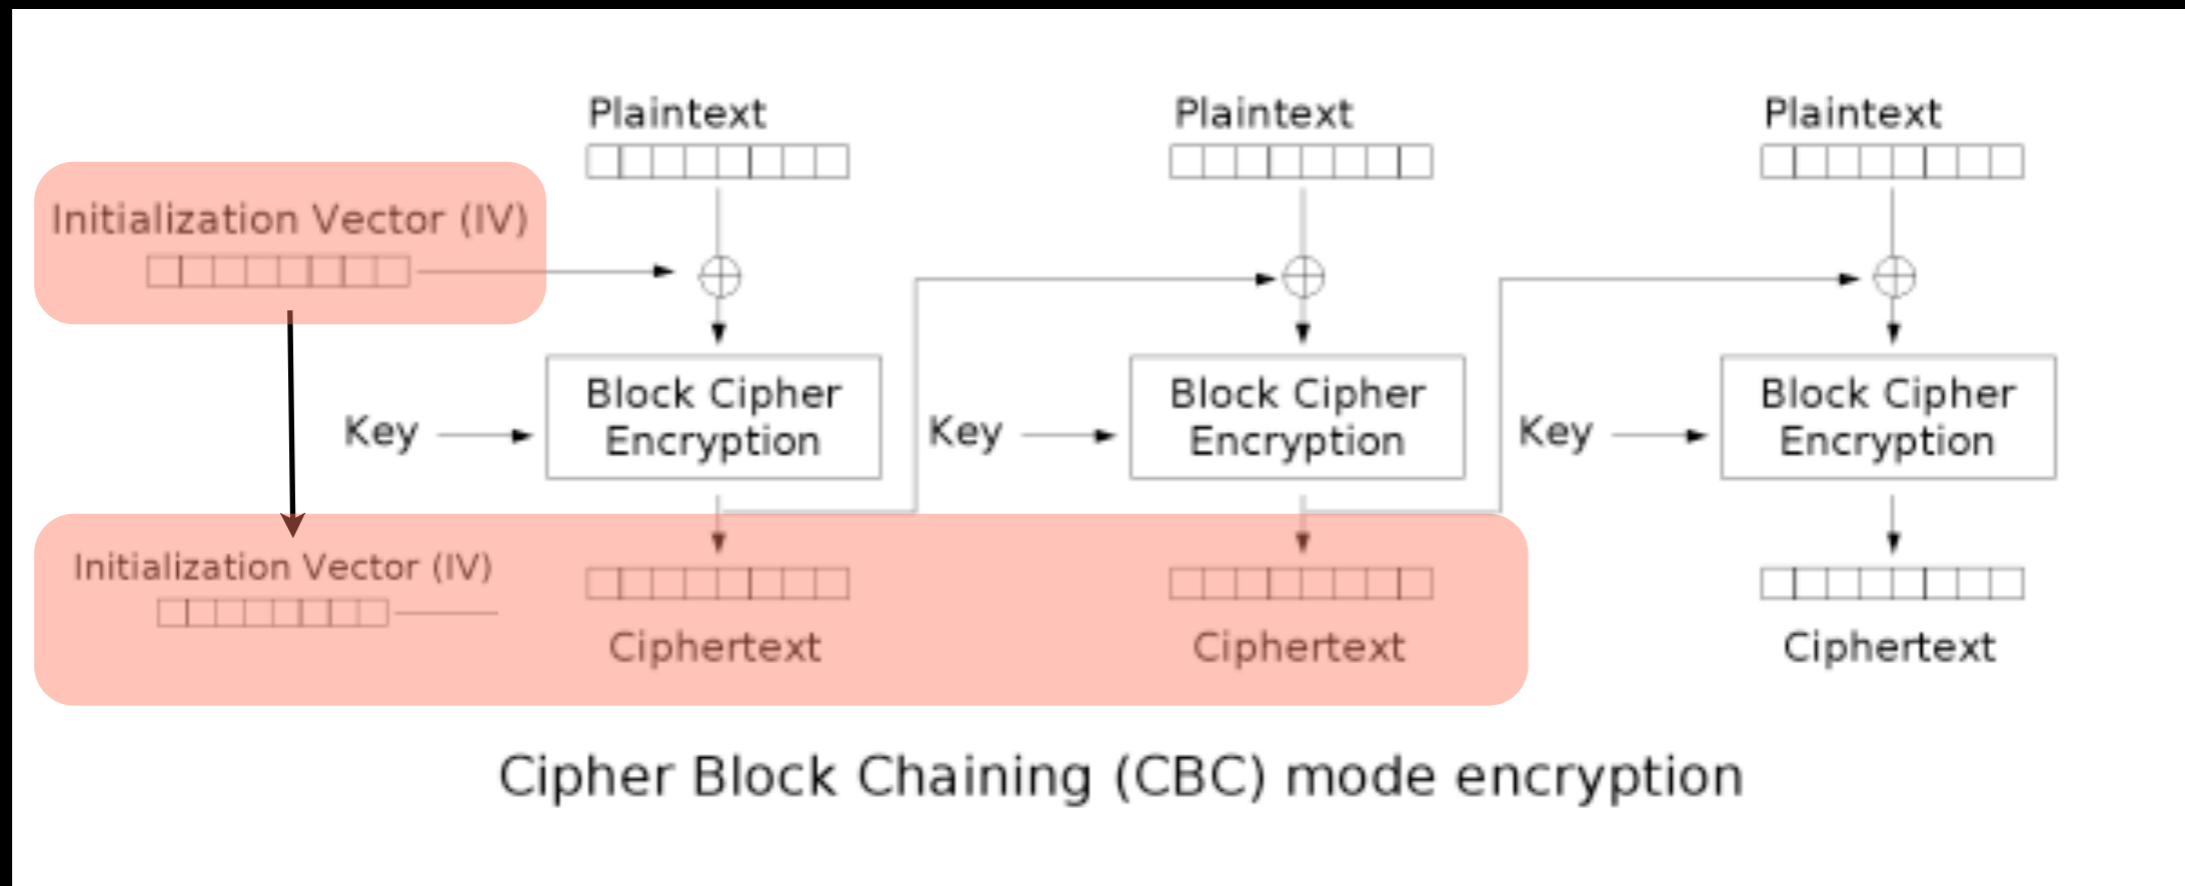 Plaintext
Plaintext
Plaintext
Initialization Vector (IV)
Key
Block Cipher
Encryption
Key
Block Cipher
Encryption
Key
Block Cipher
Encryption
Initialization Vector (IV)
Ciphertext
Ciphertext
Ciphertext
Cipher Block Chaining (CBC) mode encryption